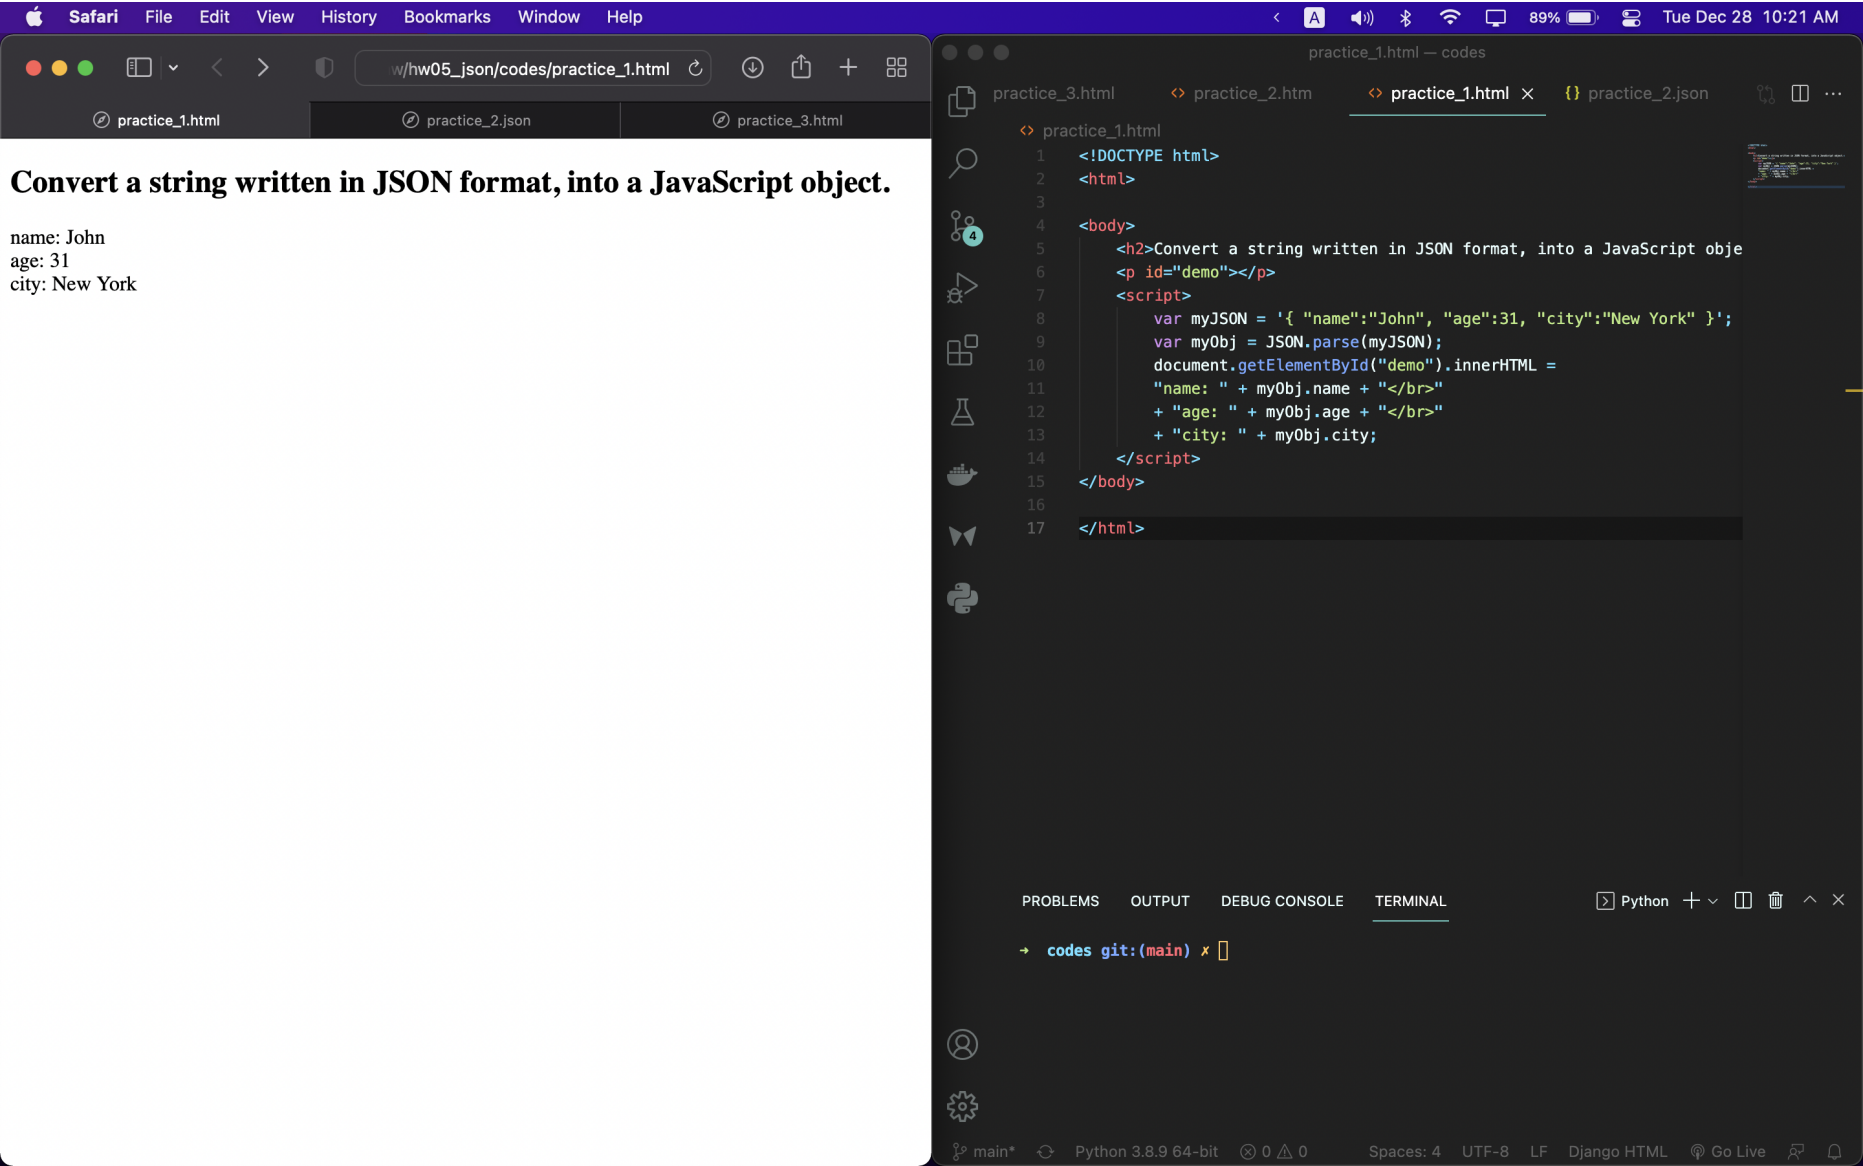 Safari File Edit View History Bookmarks Window Help A 89% Tue Dec 28 10:21 AM
w/hw05_json/codes/practice_1.html
practice_1.html practice_2.json practice_3.html
Convert a string written in JSON format, into a JavaScript object.
name: John
age: 31
city: New York
practice_1.html — codes
practice_3.html <> practice_2.htm <> practice_1.html {} practice_2.json
<> practice_1.html
4
1 <!DOCTYPE html>
2 <html>
3
4 <body>
5 <h2>Convert a string written in JSON format, into a JavaScript obje
6 <p id="demo"></p>
7 <script>
8 var myJSON = '{ "name":"John", "age":31, "city":"New York" }';
9 var myObj = JSON.parse(myJSON);
10 document.getElementById("demo").innerHTML =
11 "name: " + myObj.name + "</br>"
12 + "age: " + myObj.age + "</br>"
13 + "city: " + myObj.city;
14 </script>
15 </body>
16
17 </html>
PROBLEMS OUTPUT DEBUG CONSOLE TERMINAL Python
➜ codes git:(main) ✗
main* Python 3.8.9 64-bit 0 0 Spaces: 4 UTF-8 LF Django HTML Go Live